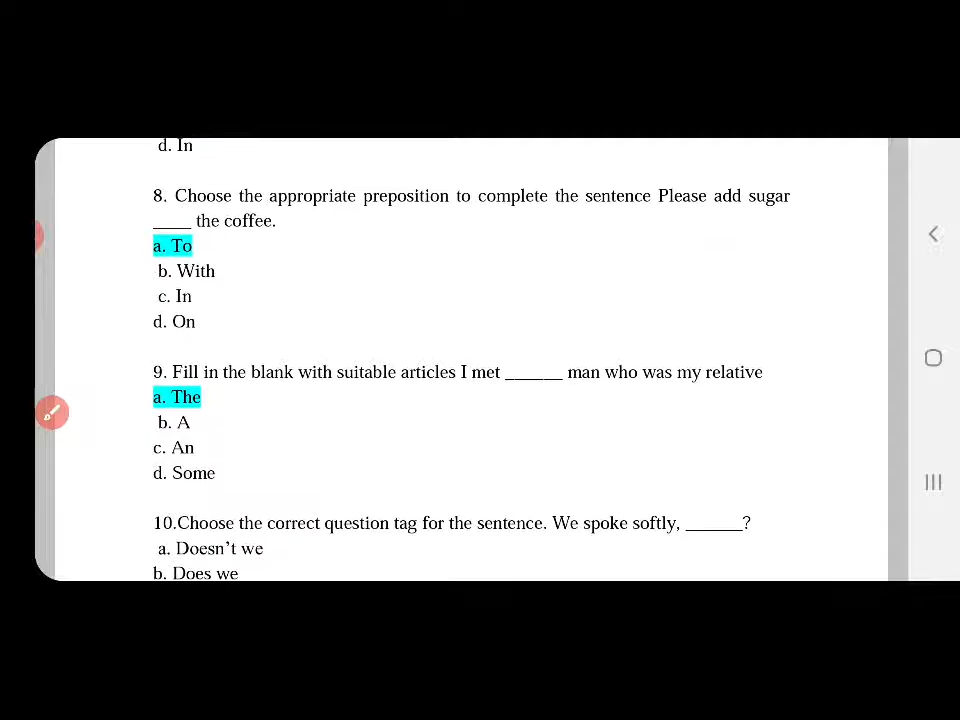 d. In
8. Choose the appropriate preposition to complete the sentence Please add sugar
____ the coffee.
a. To
b. With
c. In
d. On
9. Fill in the blank with suitable articles I met ______ man who was my relative
a. The
b. A
c. An
d. Some
10.Choose the correct question tag for the sentence. We spoke softly, ______?
a. Doesn’t we
b. Does we